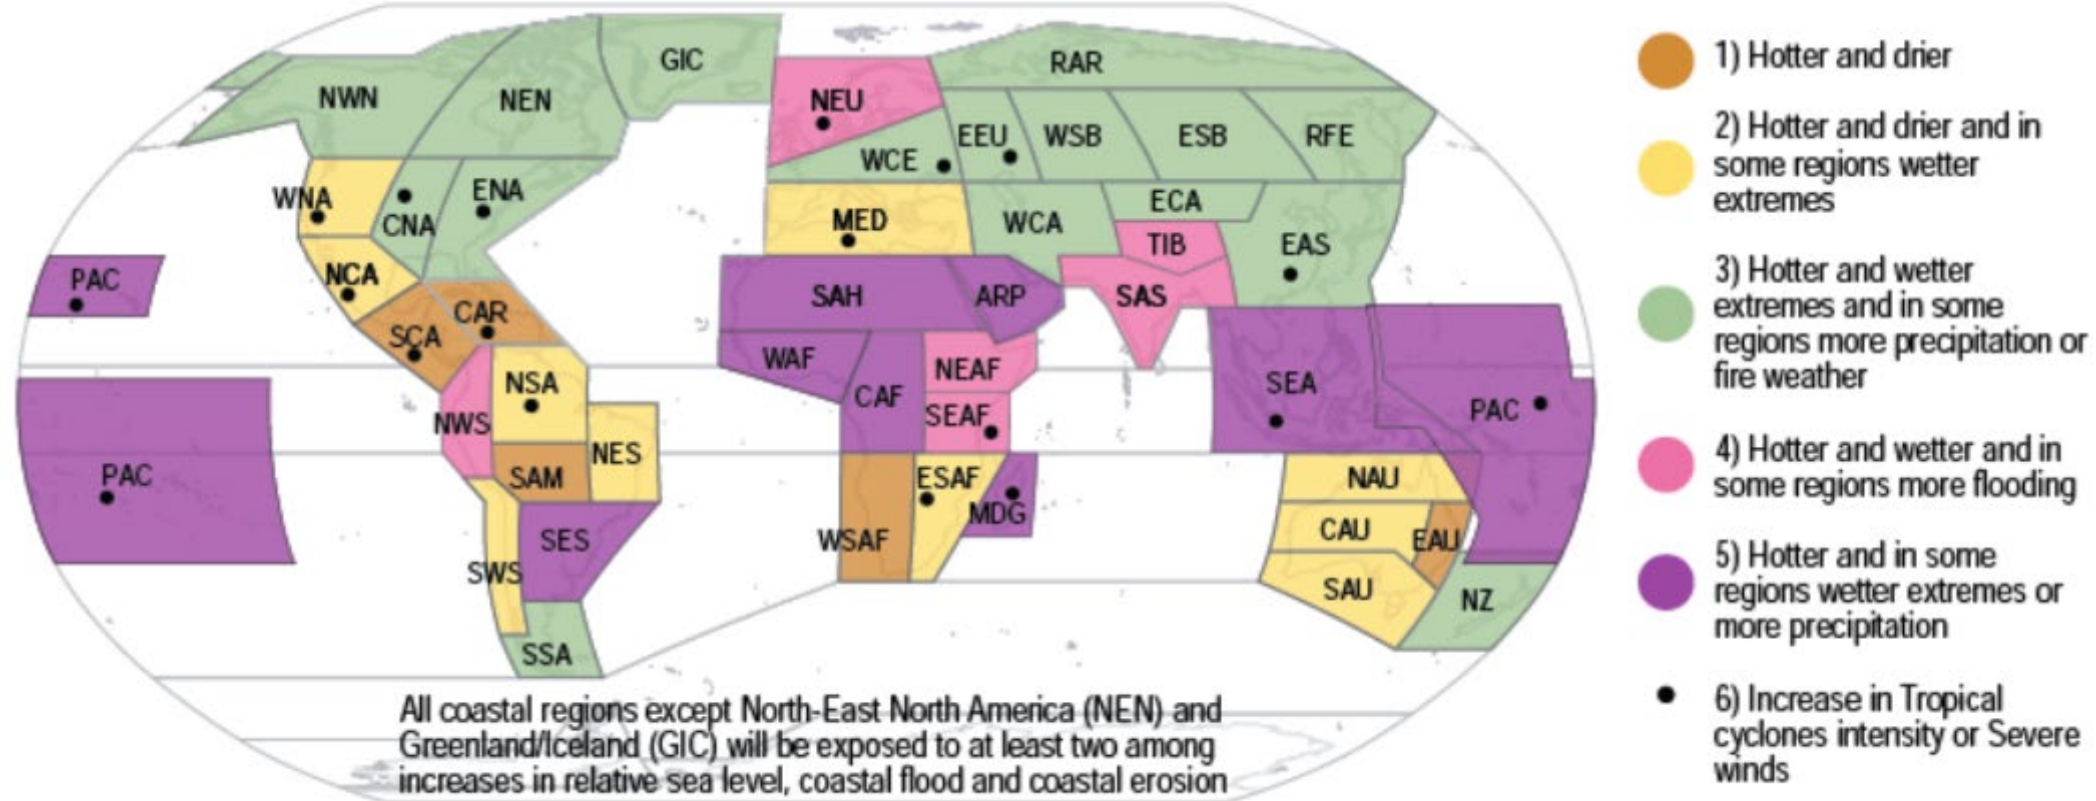 GIC
RAR
NWN
NEN
NEU
EEU
WSB
ESB
RFE
WCE
WNA
CNA
ENA
MED
WCA
ECA
TIB
EAS
PAC
NCA
SAH
ARP
SAS
CAR
SCA
WAF
NEAF
NSA
CAF
SEA
PAC
NWS
SEAF
NES
PAC
SAM
ESAF
NAU
MDG
SES
WSAF
CAU
EAU
SWS
SAU
NZ
SSA
All coastal regions except North-East North America (NEN) and
Greenland/Iceland (GIC) will be exposed to at least two among
increases in relative sea level, coastal flood and coastal erosion
1) Hotter and drier
2) Hotter and drier and in
some regions wetter
extremes
3) Hotter and wetter
extremes and in some
regions more precipitation or
fire weather
4) Hotter and wetter and in
some regions more flooding
5) Hotter and in some
regions wetter extremes or
more precipitation
6) Increase in Tropical
cyclones intensity or Severe
winds